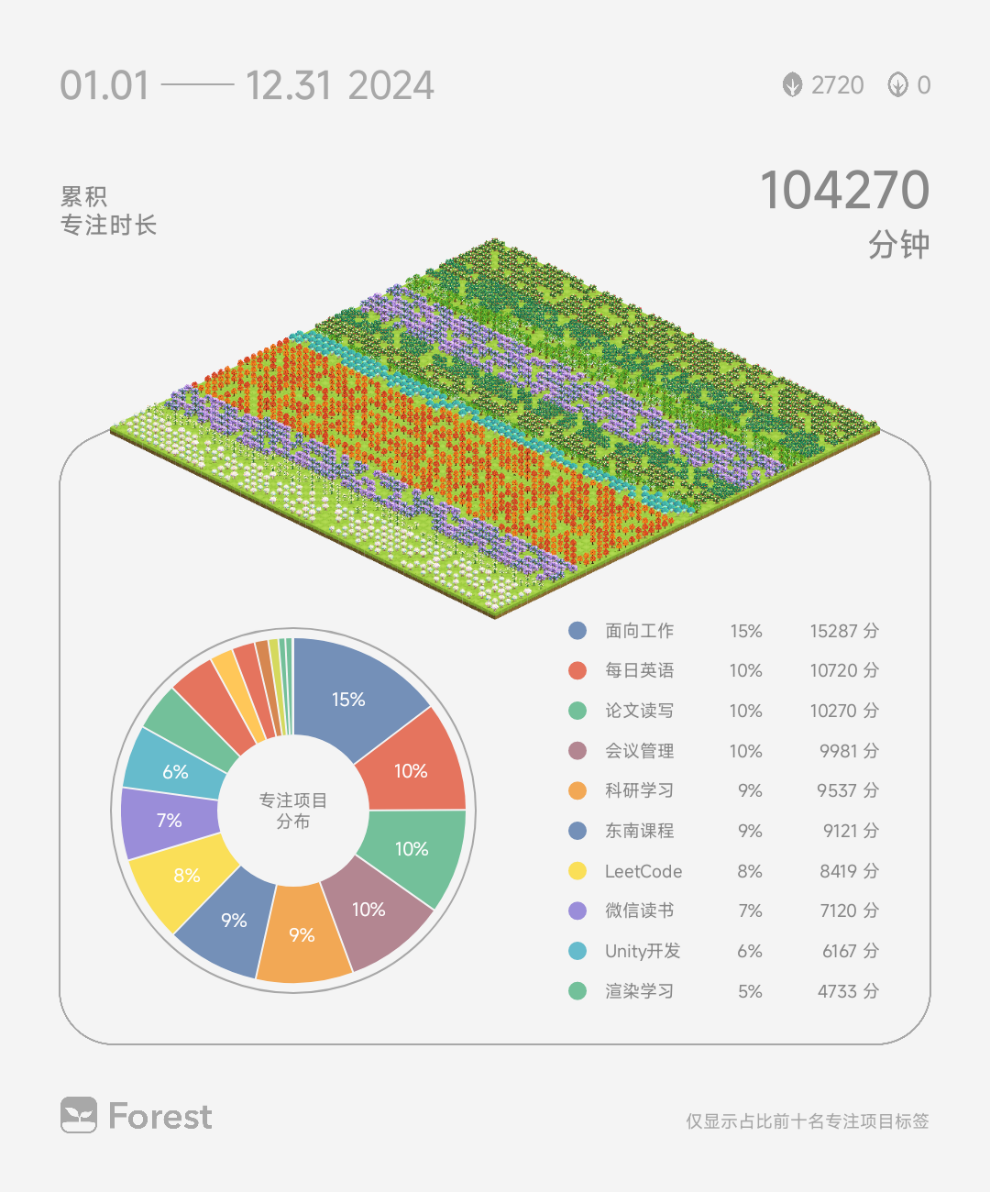 01.01 —— 12.31 2024
2720 0
累积
专注时长
104270
分钟
面向工作 15% 15287 分
每日英语 10% 10720 分
论文读写 10% 10270 分
会议管理 10% 9981 分
科研学习 9% 9537 分
东南课程 9% 9121 分
LeetCode 8% 8419 分
微信读书 7% 7120 分
Unity开发 6% 6167 分
渲染学习 5% 4733 分
15%
10%
10%
10%
9%
9%
8%
7%
6%
专注项目
分布
Forest
仅显示占比前十名专注项目标签